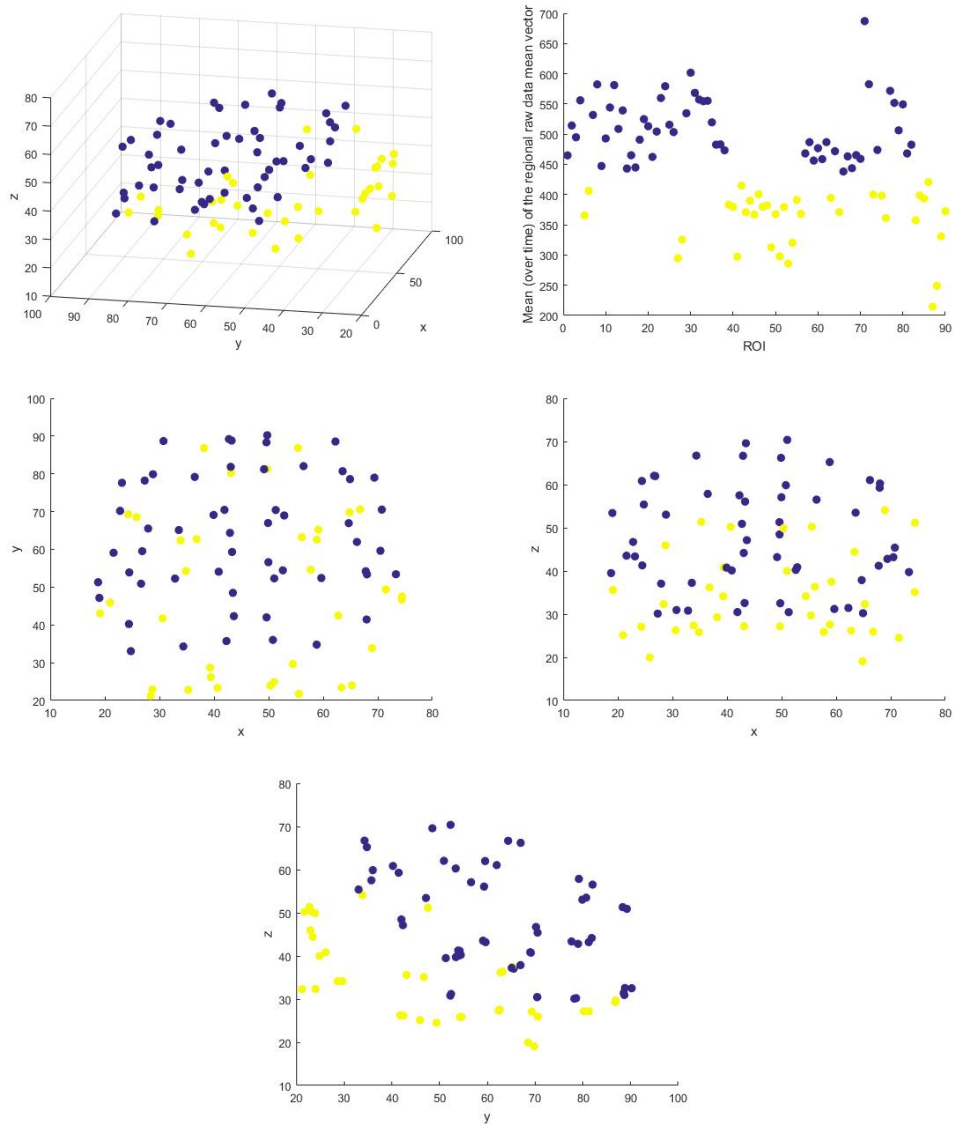 80
70
60
50
40
30
20
10
z
100 90 80 70 60 50 40 30 20
y
0 50 100
x
Mean (over time) of the regional raw data mean vector
700
650
600
550
500
450
400
350
300
250
200
0 10 20 30 40 50 60 70 80 90
ROI
100
90
80
70
60
50
40
30
20
y
10 20 30 40 50 60 70 80
x
80
70
60
50
40
30
20
10
z
10 20 30 40 50 60 70 80
x
80
70
60
50
40
30
20
10
z
20 30 40 50 60 70 80 90 100
y